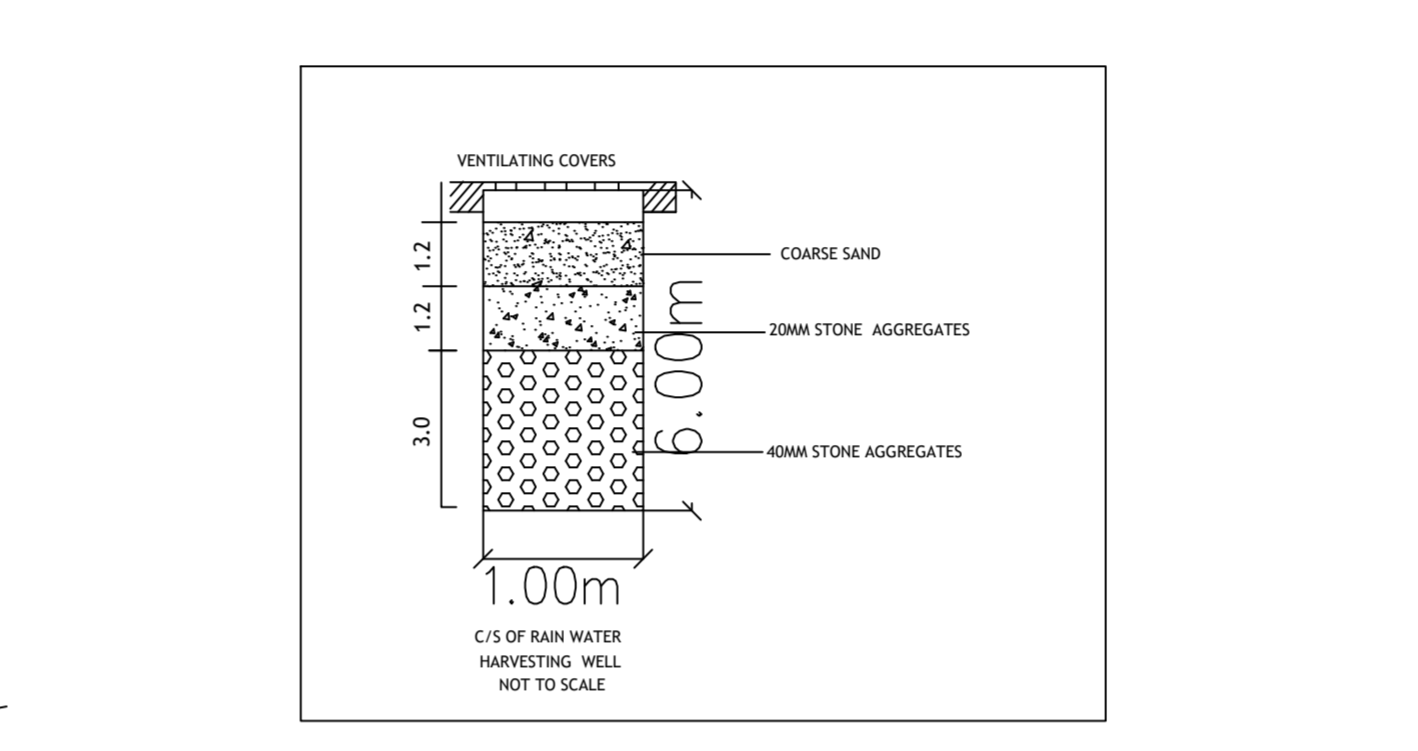 VENTILATING COVERS
1.2
COARSE SAND
1.2
20MM STONE AGGREGATES
6.00m
3.0
40MM STONE AGGREGATES
1.00m
C/S OF RAIN WATER
HARVESTING WELL
NOT TO SCALE